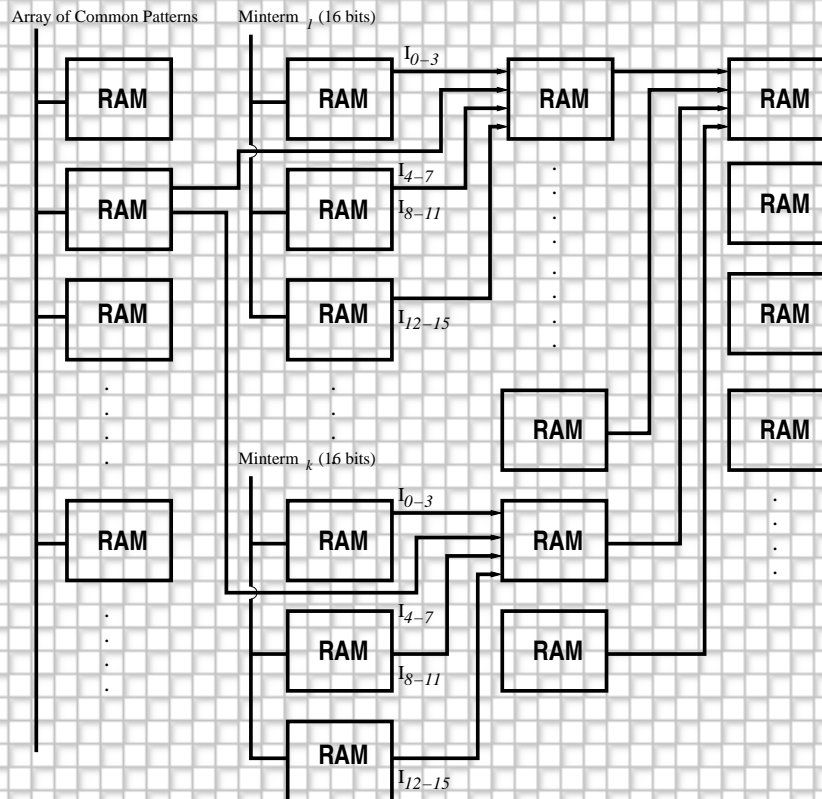 Array of Common Patterns
Minterm 1 (16 bits)
I0−3
RAM
RAM
RAM
RAM
I4−7
RAM
RAM
RAM
I8−11
RAM
RAM
RAM
I12−15
RAM
RAM
Minterm k (16 bits)
I0−3
RAM
RAM
RAM
I4−7
RAM
RAM
I8−11
RAM
I12−15